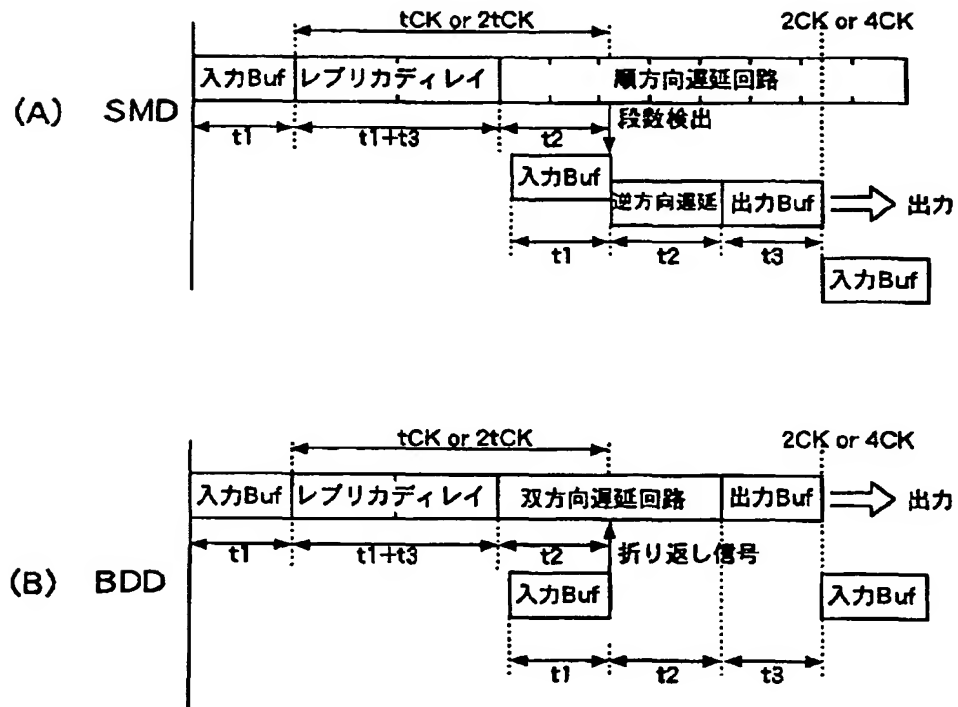 tCK or 2tCK
2CK or 4CK
(A) SMD
入力Buf レプリカディレイ 順方向遅延回路
t1 t1+t3 t2 段数検出
入力Buf
逆方向遅延 出力Buf 出力
t1 t2 t3
入力Buf
tCK or 2tCK
2CK or 4CK
入力Buf レプリカディレイ 双方向遅延回路 出力Buf 出力
t1 t1+t3 t2 折り返し信号
(B) BDD
入力Buf 入力Buf
t1 t2 t3